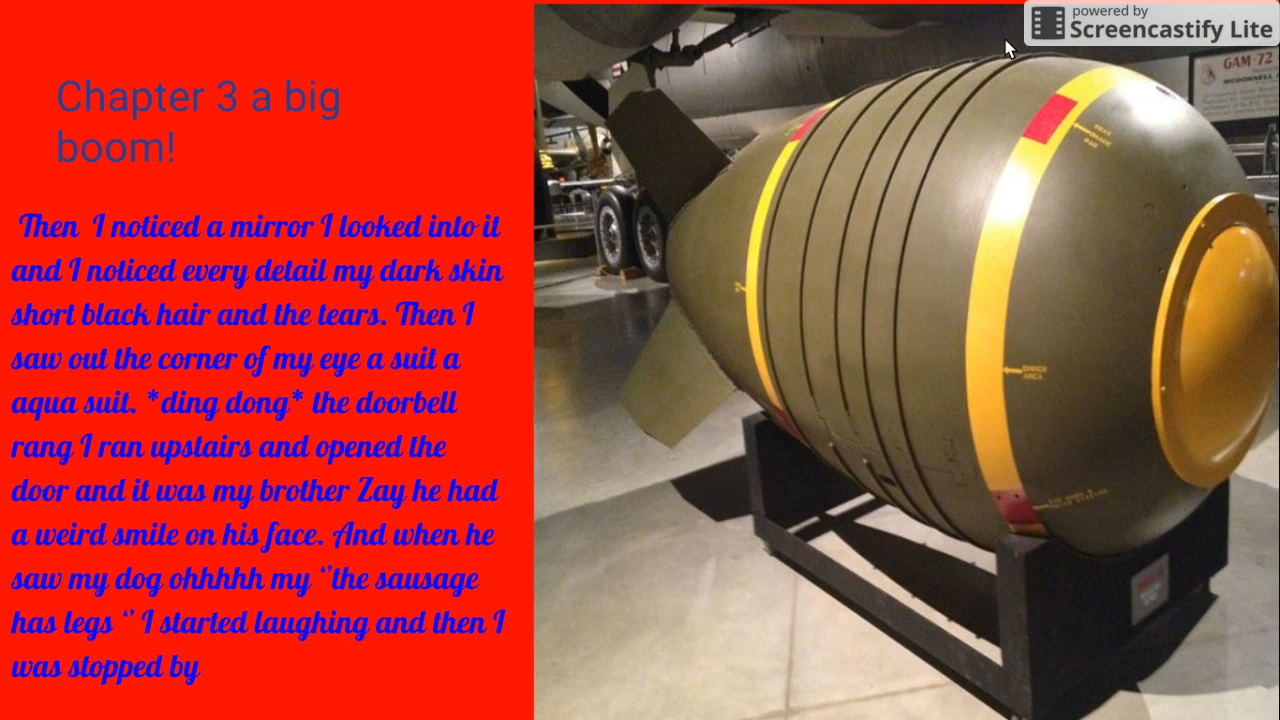 powered by
Screencastify Lite
GAM-72
Chapter 3 a big
boom!
Then I noticed a mirror I looked into it
and I noticed every detail my dark skin
short black hair and the tears. Then I
saw out the corner of my eye a suit a
aqua suit. *ding dong* the doorbell
rang I ran upstairs and opened the
door and it was my brother Zay he had
a weird smile on his face. And when he
saw my dog ohhhhh my ‘’the sausage
has legs ‘’ I started laughing and then I
was stopped by